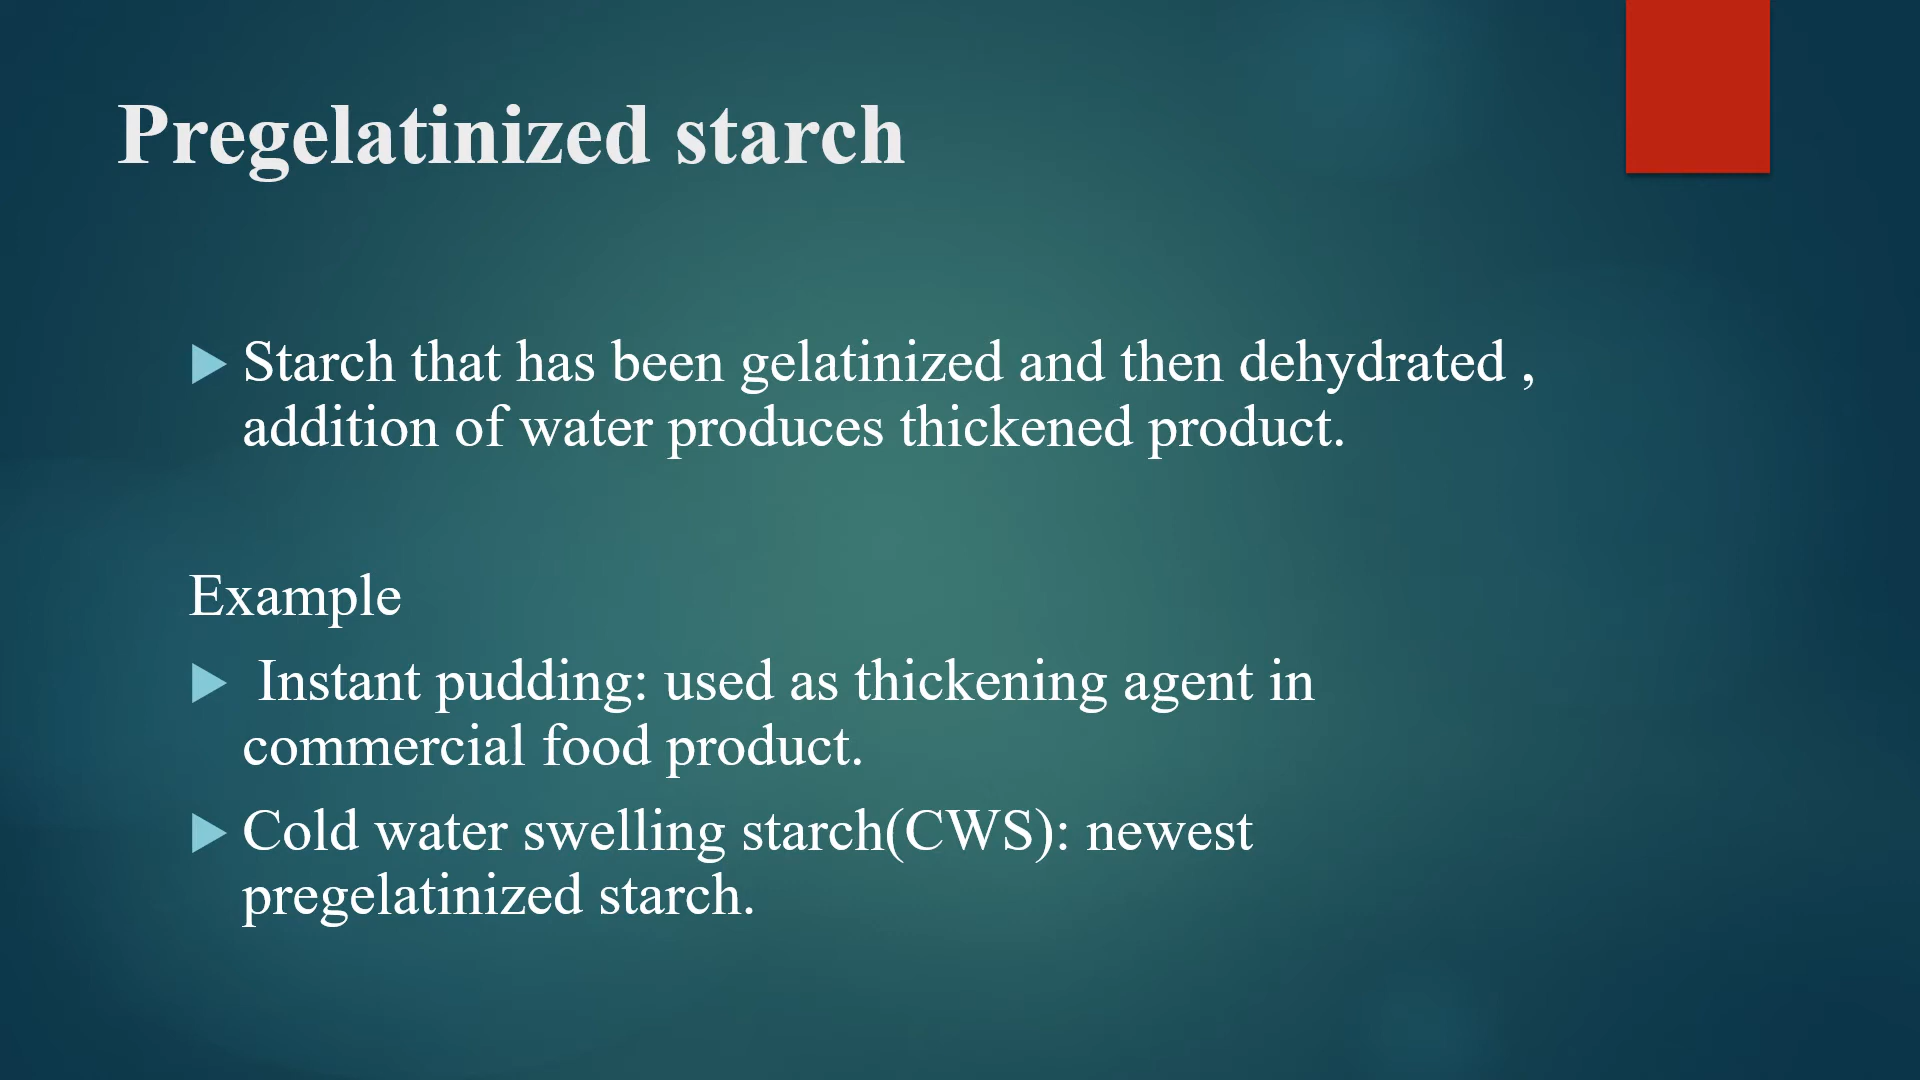 Pregelatinized starch
Starch that has been gelatinized and then dehydrated ,
addition of water produces thickened product.
Example
Instant pudding: used as thickening agent in
commercial food product.
Cold water swelling starch(CWS): newest
pregelatinized starch.